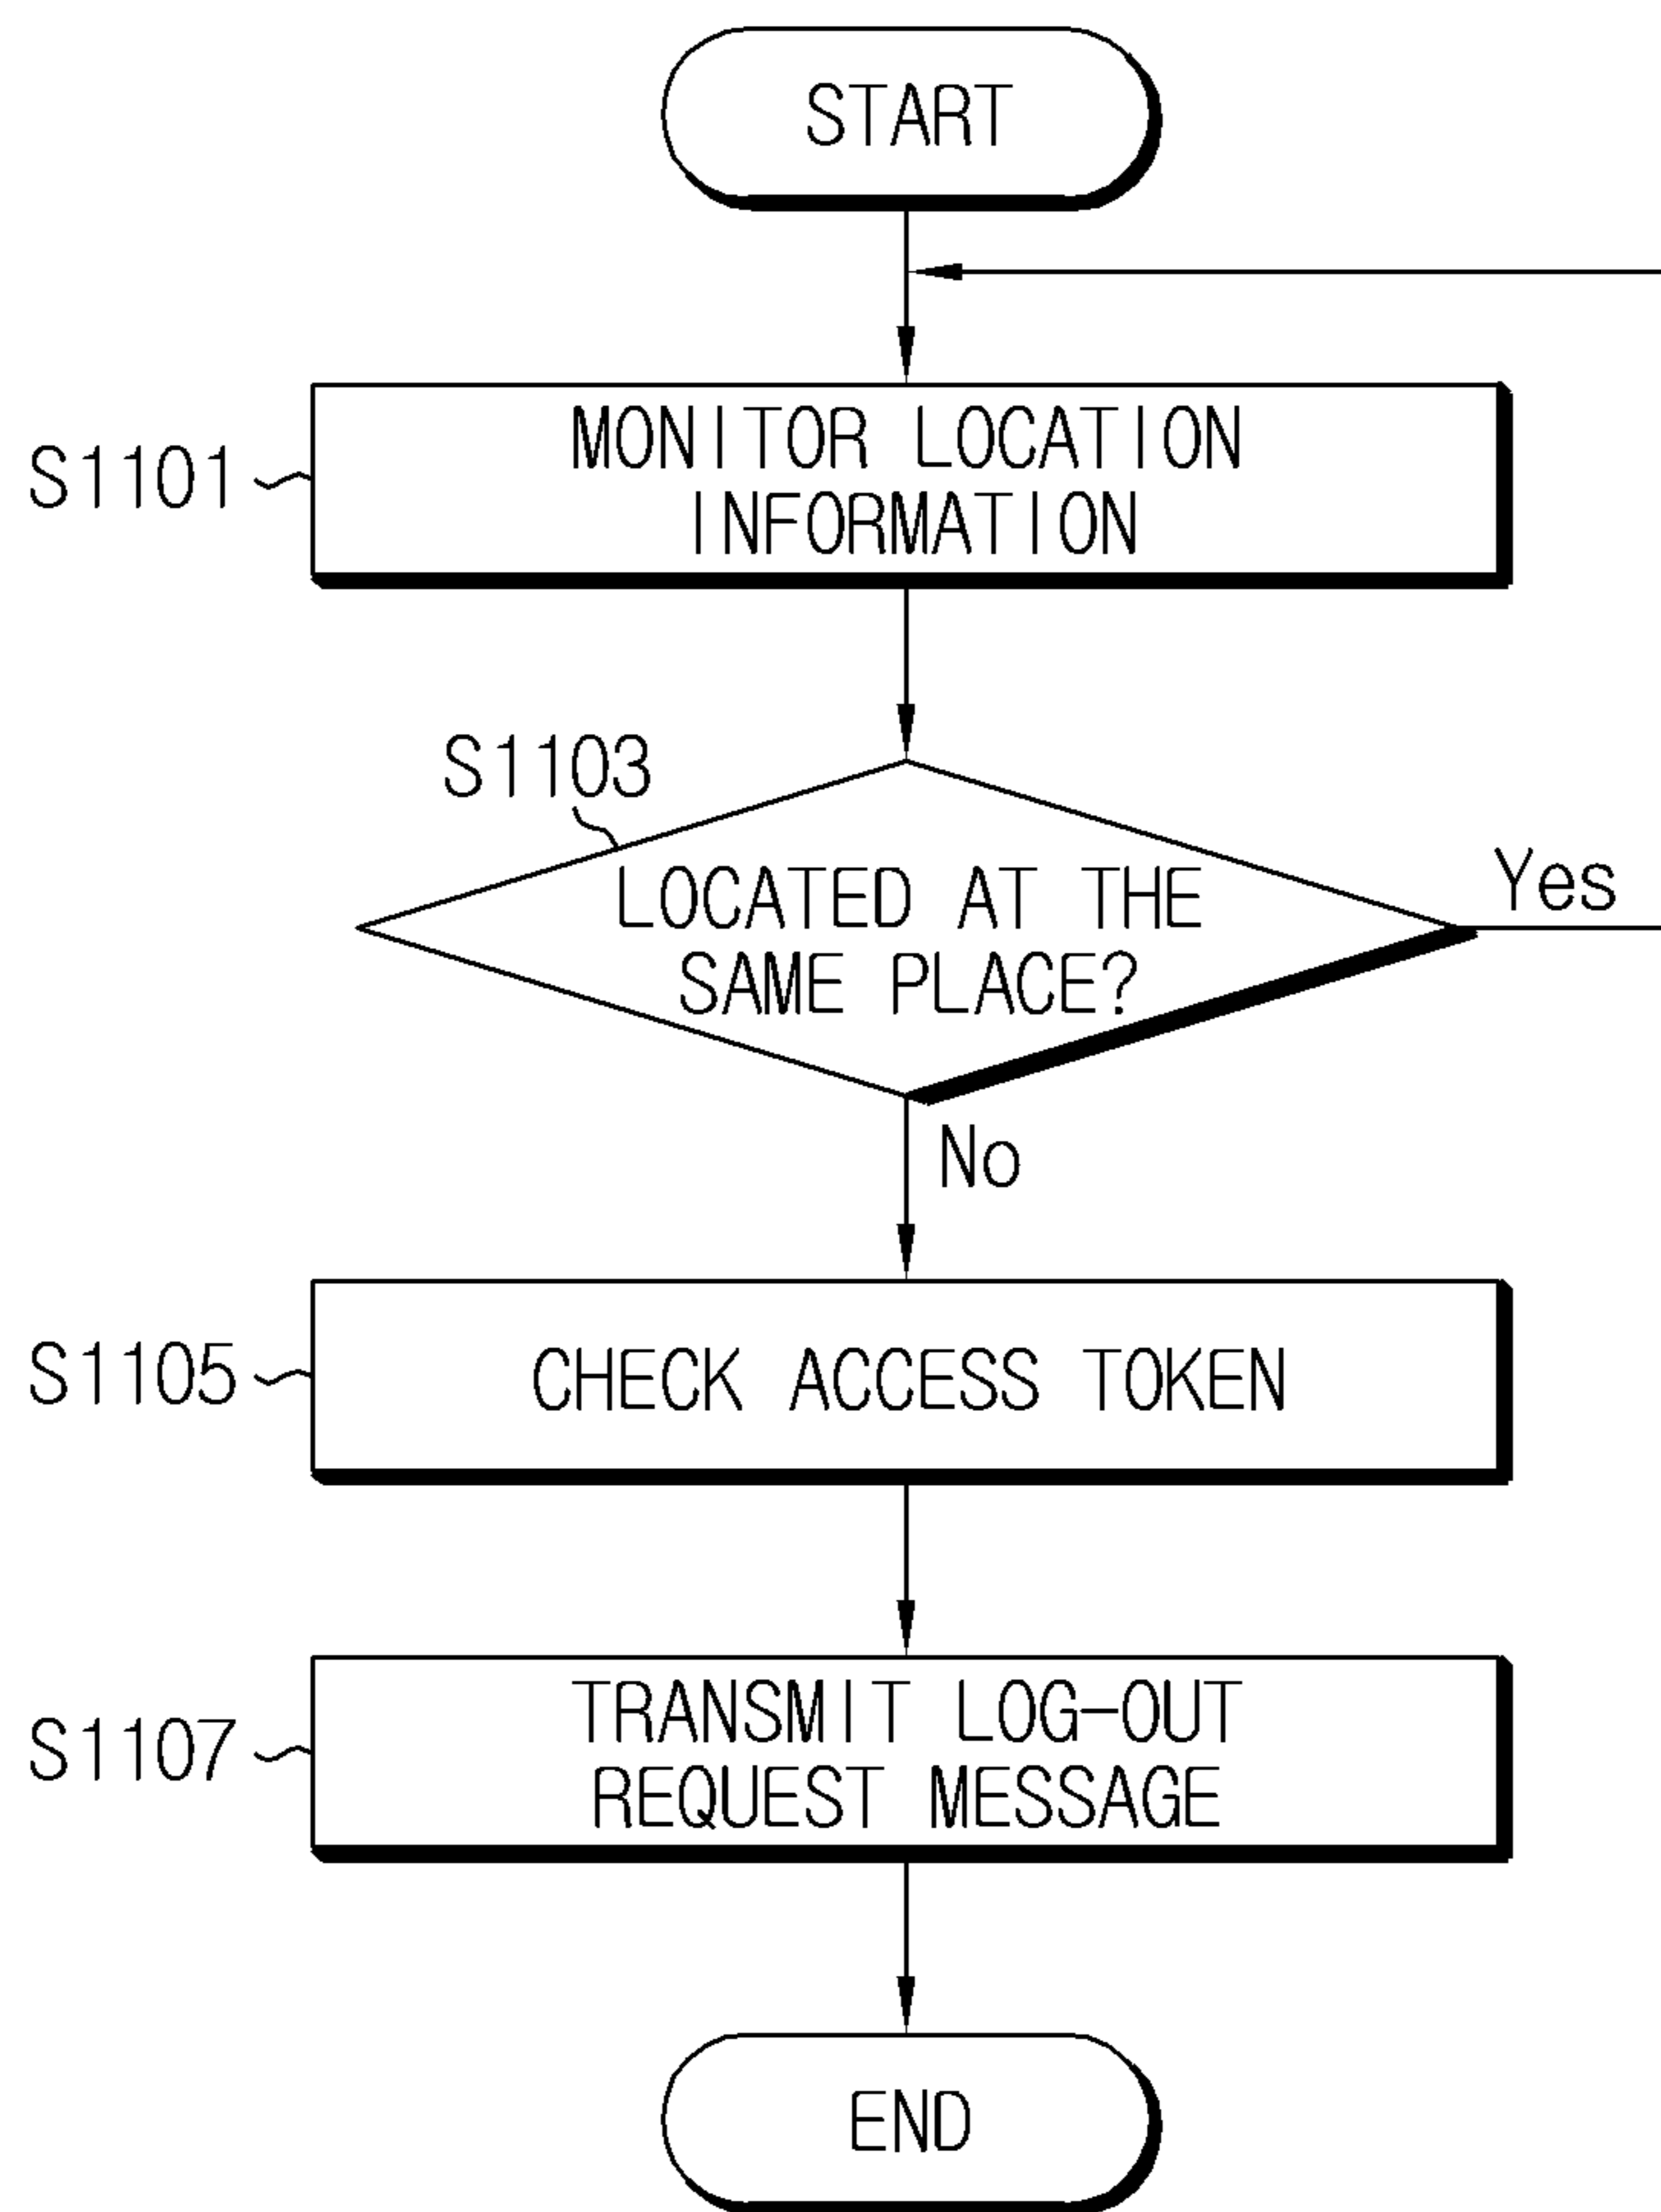 START
S1101
MONITOR LOCATION
INFORMATION
S1103
LOCATED AT THE
SAME PLACE?
Yes
No
S1105
CHECK ACCESS TOKEN
S1107
TRANSMIT LOG-OUT
REQUEST MESSAGE
END